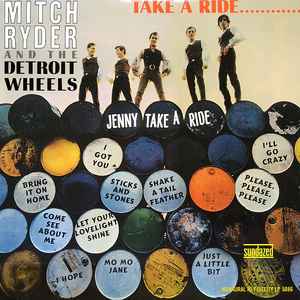 MITCH
RYDER
AND THE
DETROIT
WHEELS
TAKE A RIDE............
JENNY TAKE A RIDE
I
GOT
YOU
I'LL
GO
CRAZY
BRING
IT ON
HOME
STICKS
AND
STONES
SHAKE
A TAIL
FEATHER
PLEASE,
PLEASE,
PLEASE
COME
SEE
ABOUT
ME
LET YOUR
LOVELIGHT
SHINE
I HOPE
MO MO
JANE
JUST
A LITTLE
BIT
sundazed